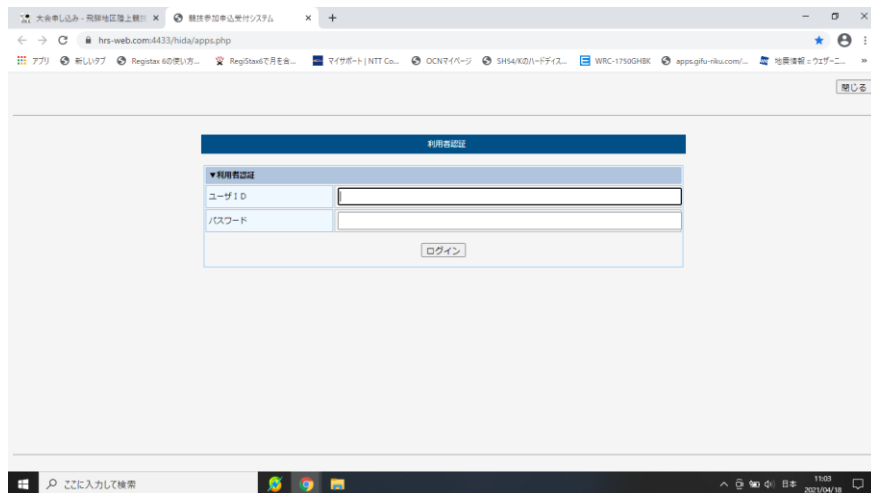 大会申し込み - 飛騨地区陸上競技
競技参加申込受付システム
hrs-web.com:4433/hida/apps.php
アプリ 新しいタブ Registax 6の使い方... RegiStax6で月を合... マイサポート | NTT Co... OCNマイページ SH54/Kのハードディス... WRC-1750GHBK apps.gifu-riku.com/... 地震情報 = ウェザーニ... »
閉じる
利用者認証
▼利用者認証
ユーザID
パスワード
ログイン
ここに入力して検索
日本
11:03
2021/04/18